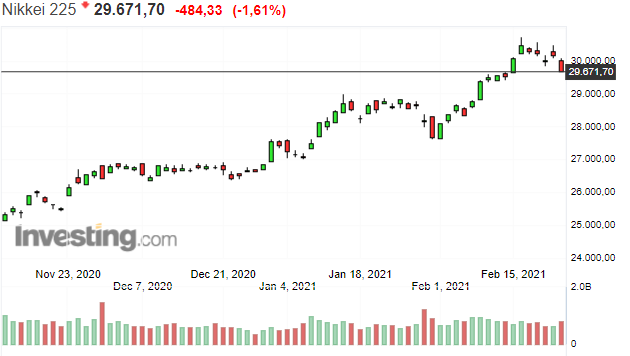 Nikkei 225 29.671,70 -484,33 (-1,61%)
30.000,00
29.671,70
29.000,00
28.000,00
27.000,00
26.000,00
25.000,00
24.000,00
Investing.com
Nov 23, 2020 Dec 21, 2020 Jan 18, 2021 Feb 15, 2021
Dec 7, 2020 Jan 4, 2021 Feb 1, 2021
2.0B
0